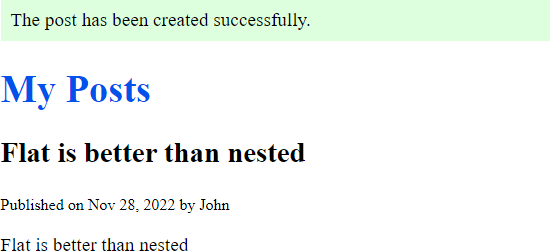 The post has been created successfully.
My Posts
Flat is better than nested
Published on Nov 28, 2022 by John
Flat is better than nested